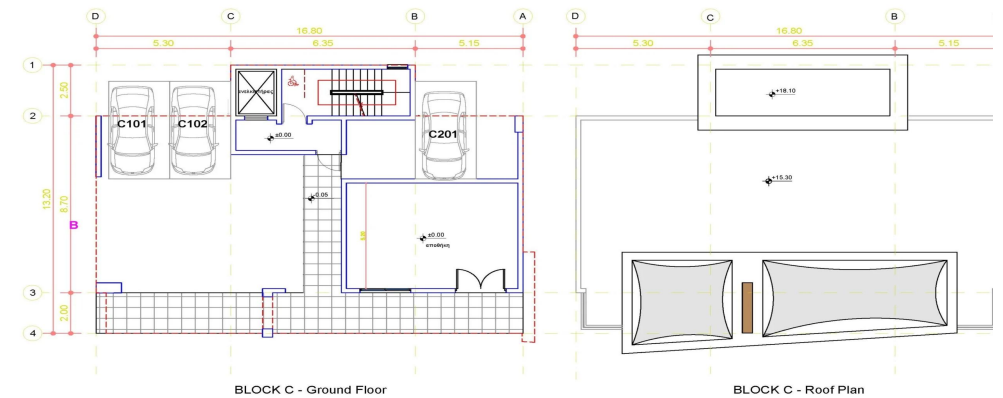 D C B A D C B
16.80 16.80
5.30 6.35 5.15 5.30 6.35 5.15
1
2.50
+18.10
2
C101 C102 C201
±0.00
13.20
8.70
-0.05
+15.30
B
±0.00
αποθήκη
3
2.00
4
BLOCK C - Ground Floor BLOCK C - Roof Plan